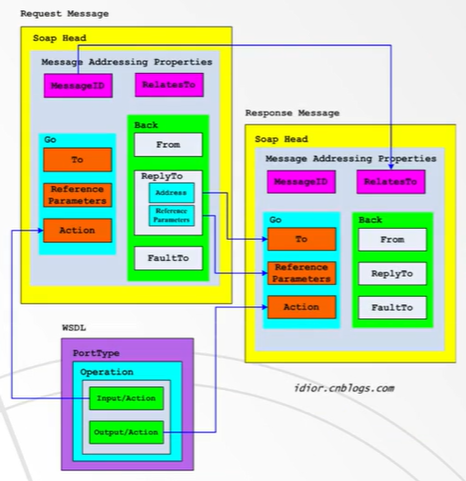 Request Message
Soap Head
Message Addressing Properties
MessageID
RelatesTo
Go
To
Reference
Parameters
Action
Back
From
ReplyTo
Address
Reference
Parameters
FaultTo
Response Message
Soap Head
Message Addressing Properties
MessageID
RelatesTo
Go
To
Reference
Parameters
Action
Back
From
ReplyTo
FaultTo
WSDL
PortType
Operation
Input/Action
Output/Action
idior.cnblogs.com